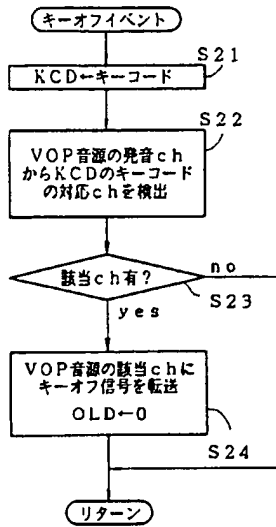 キーオフイベント
S21
KCD←キーコード
S22
VOP音源の発音ch
からKCDのキーコード
の対応chを検出
該当ch有?
no
S23
yes
VOP音源の該当chに
キーオフ信号を転送
OLD←0
S24
リターン